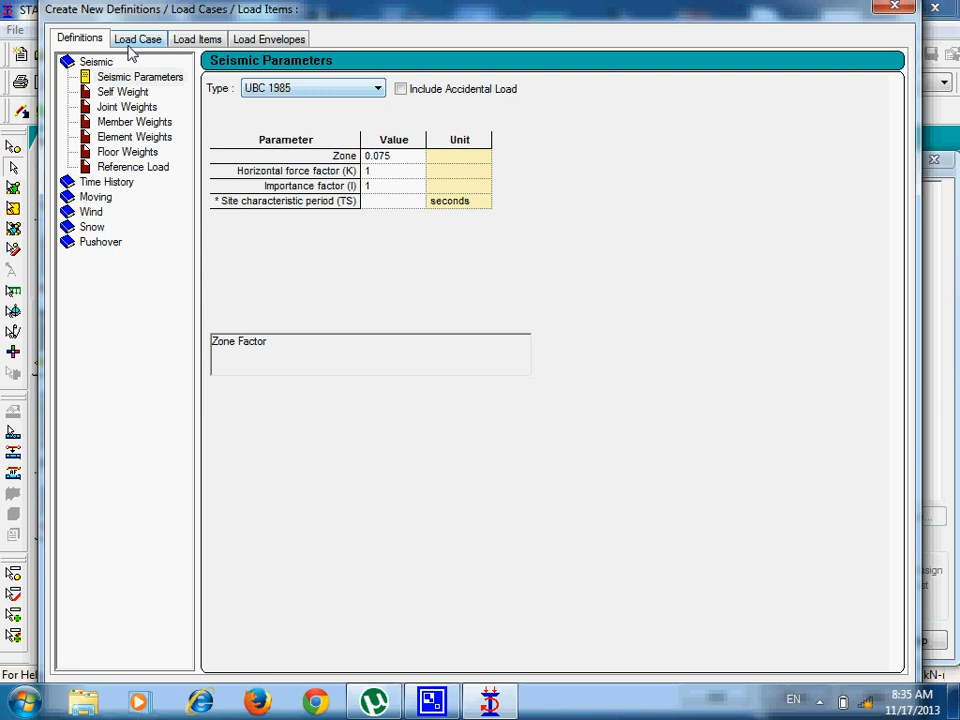 STA
Create New Definitions / Load Cases / Load Items :
File
Definitions
Load Case
Load Items
Load Envelopes
Seismic
Seismic Parameters
Self Weight
Joint Weights
Member Weights
Element Weights
Floor Weights
Reference Load
Time History
Moving
Wind
Snow
Pushover
Seismic Parameters
Type : UBC 1985 Include Accidental Load
Parameter Value Unit
Zone 0.075
Horizontal force factor (K) 1
Importance factor (I) 1
* Site characteristic period (TS) seconds
Zone Factor
...
sign
st
p
For Hel
kN-
EN
8:35 AM
11/17/2013